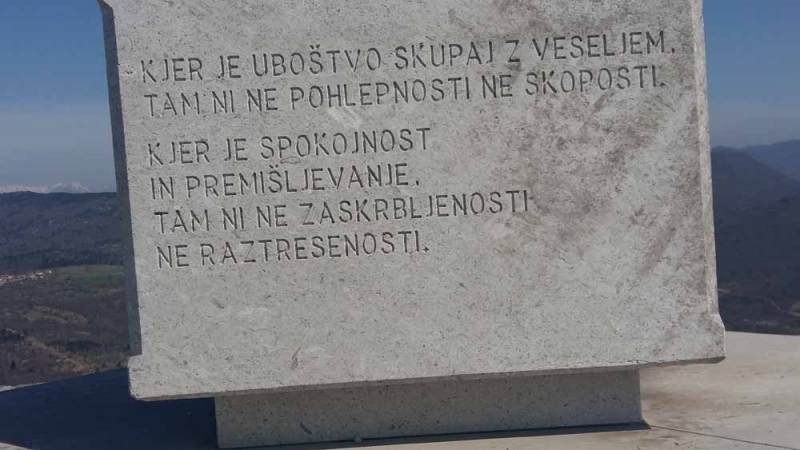 KJER JE UBOŠTVO SKUPAJ Z VESELJEM,
TAM NI NE POHLEPNOSTI NE SKOPOSTI.
KJER JE SPOKOJNOST
IN PREMIŠLJEVANJE,
TAM NI NE ZASKRBLJENOSTI
NE RAZTRESENOSTI.